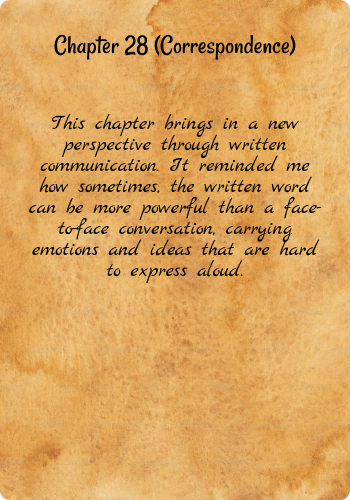 Chapter 28 (Correspondence)
This chapter brings in a new
perspective through written
communication. It reminded me
how sometimes, the written word
can be more powerful than a face-
to-face conversation, carrying
emotions and ideas that are hard
to express aloud.